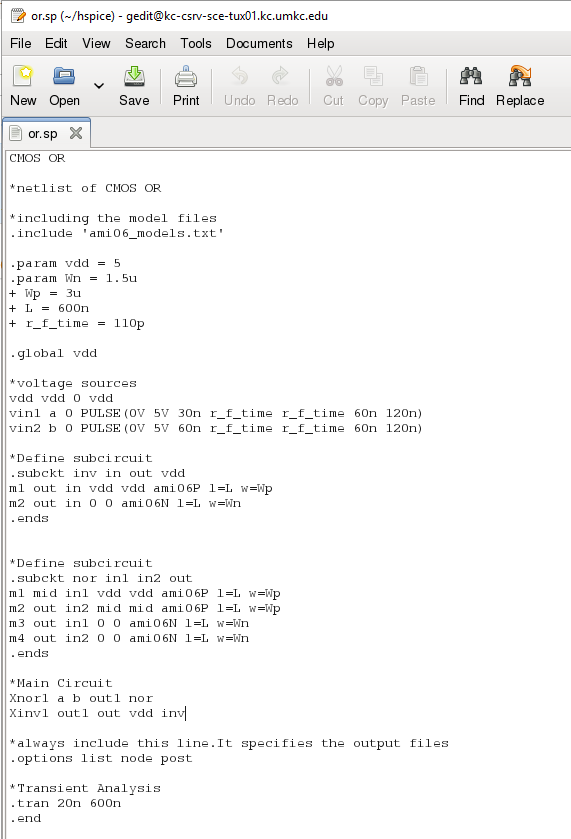 or.sp (~/hspice) - gedit@kc-csrv-sce-tux01.kc.umkc.edu
File Edit View Search Tools Documents Help
New Open Save Print Undo Redo Cut Copy Paste Find Replace
or.sp
CMOS OR
*netlist of CMOS OR
*including the model files
.include 'ami06_models.txt'
.param vdd = 5
.param Wn = 1.5u
+ Wp = 3u
+ L = 600n
+ r_f_time = 110p
.global vdd
*voltage sources
vdd vdd 0 vdd
vin1 a 0 PULSE(0V 5V 30n r_f_time r_f_time 60n 120n)
vin2 b 0 PULSE(0V 5V 60n r_f_time r_f_time 60n 120n)
*Define subcircuit
.subckt inv in out vdd
m1 out in vdd vdd ami06P l=L w=Wp
m2 out in 0 0 ami06N l=L w=Wn
.ends
*Define subcircuit
.subckt nor in1 in2 out
m1 mid in1 vdd vdd ami06P l=L w=Wp
m2 out in2 mid mid ami06P l=L w=Wp
m3 out in1 0 0 ami06N l=L w=Wn
m4 out in2 0 0 ami06N l=L w=Wn
.ends
*Main Circuit
Xnor1 a b out1 nor
Xinv1 out1 out vdd inv
*always include this line.It specifies the output files
.options list node post
*Transient Analysis
.tran 20n 600n
.end